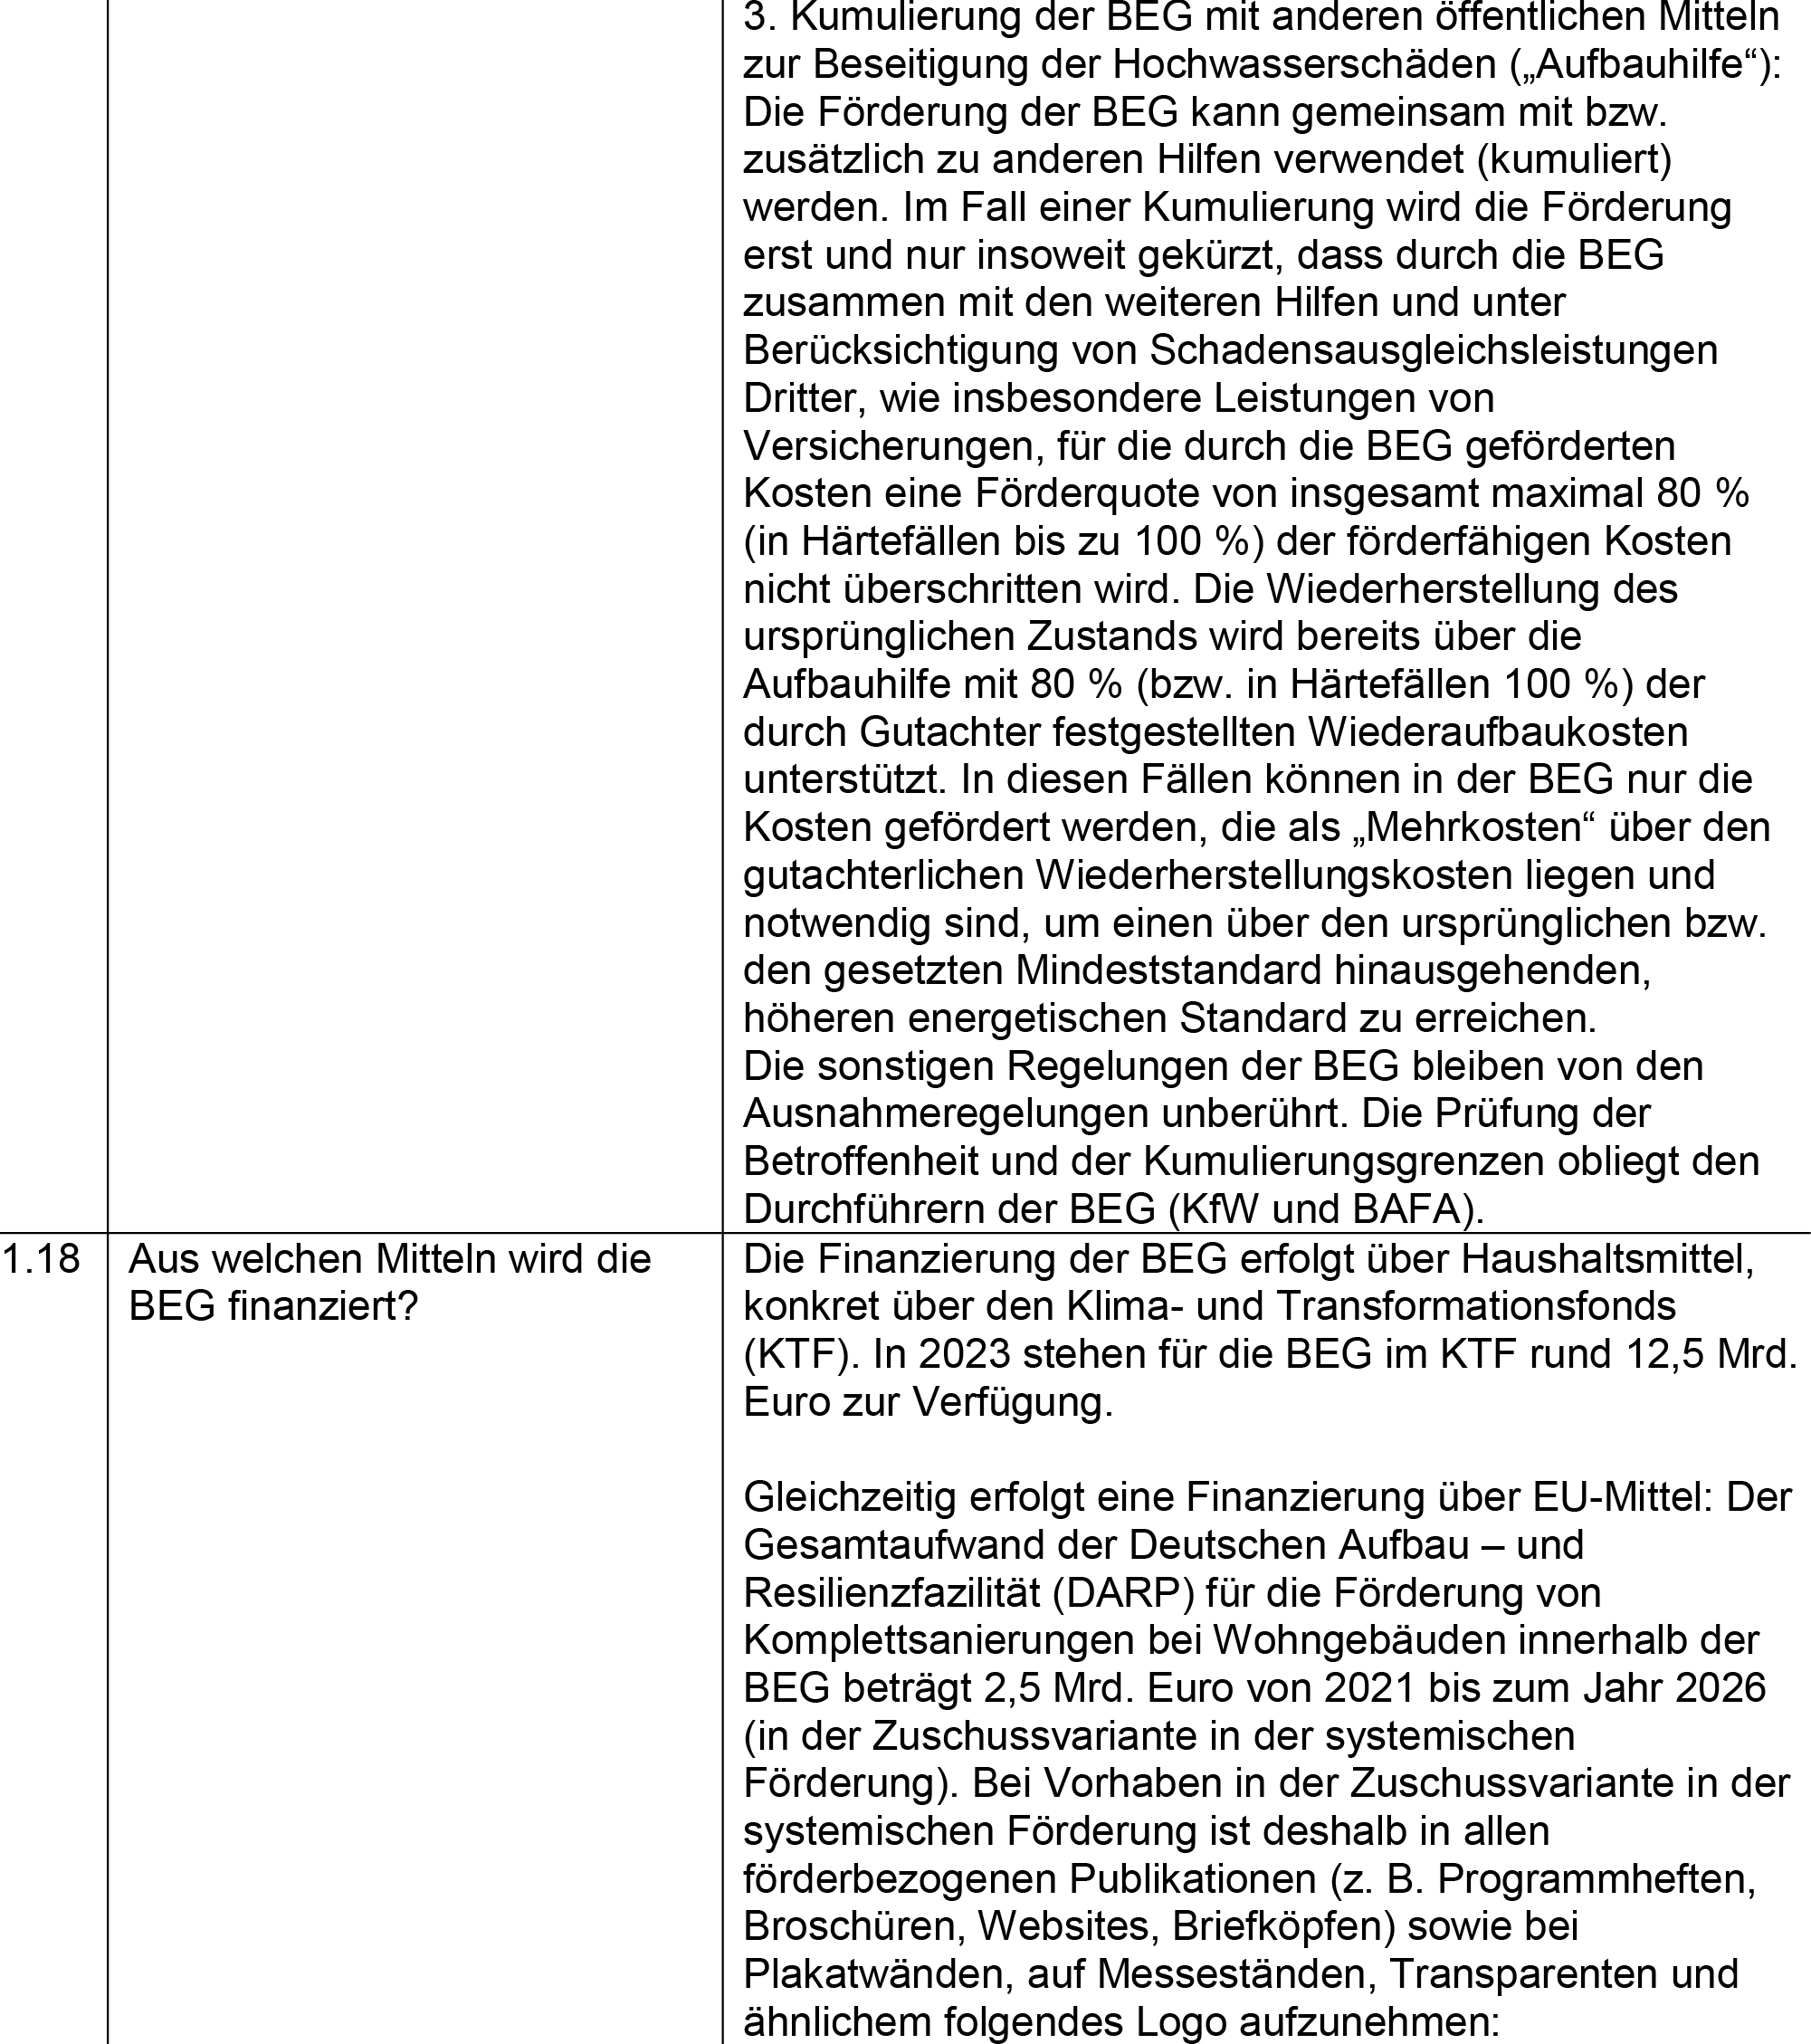 3. Kumulierung der BEG mit anderen öffentlichen Mitteln
zur Beseitigung der Hochwasserschäden („Aufbauhilfe“):
Die Förderung der BEG kann gemeinsam mit bzw.
zusätzlich zu anderen Hilfen verwendet (kumuliert)
werden. Im Fall einer Kumulierung wird die Förderung
erst und nur insoweit gekürzt, dass durch die BEG
zusammen mit den weiteren Hilfen und unter
Berücksichtigung von Schadensausgleichsleistungen
Dritter, wie insbesondere Leistungen von
Versicherungen, für die durch die BEG geförderten
Kosten eine Förderquote von insgesamt maximal 80 %
(in Härtefällen bis zu 100 %) der förderfähigen Kosten
nicht überschritten wird. Die Wiederherstellung des
ursprünglichen Zustands wird bereits über die
Aufbauhilfe mit 80 % (bzw. in Härtefällen 100 %) der
durch Gutachter festgestellten Wiederaufbaukosten
unterstützt. In diesen Fällen können in der BEG nur die
Kosten gefördert werden, die als „Mehrkosten“ über den
gutachterlichen Wiederherstellungskosten liegen und
notwendig sind, um einen über den ursprünglichen bzw.
den gesetzten Mindeststandard hinausgehenden,
höheren energetischen Standard zu erreichen.
Die sonstigen Regelungen der BEG bleiben von den
Ausnahmeregelungen unberührt. Die Prüfung der
Betroffenheit und der Kumulierungsgrenzen obliegt den
Durchführern der BEG (KfW und BAFA).
1.18
Aus welchen Mitteln wird die
BEG finanziert?
Die Finanzierung der BEG erfolgt über Haushaltsmittel,
konkret über den Klima- und Transformationsfonds
(KTF). In 2023 stehen für die BEG im KTF rund 12,5 Mrd.
Euro zur Verfügung.
Gleichzeitig erfolgt eine Finanzierung über EU-Mittel: Der
Gesamtaufwand der Deutschen Aufbau – und
Resilienzfazilität (DARP) für die Förderung von
Komplettsanierungen bei Wohngebäuden innerhalb der
BEG beträgt 2,5 Mrd. Euro von 2021 bis zum Jahr 2026
(in der Zuschussvariante in der systemischen
Förderung). Bei Vorhaben in der Zuschussvariante in der
systemischen Förderung ist deshalb in allen
förderbezogenen Publikationen (z. B. Programmheften,
Broschüren, Websites, Briefköpfen) sowie bei
Plakatwänden, auf Messeständen, Transparenten und
ähnlichem folgendes Logo aufzunehmen: